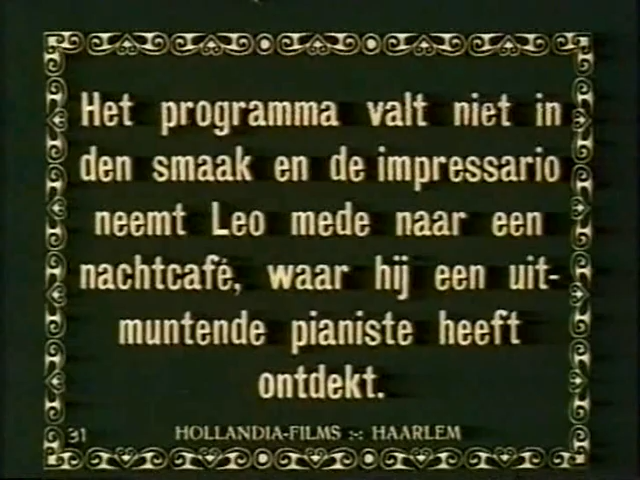 Het programma valt niet in
den smaak en de impressario
neemt Leo mede naar een
nachtcafé, waar hij een uit-
muntende pianiste heeft
ontdekt.
31 HOLLANDIA-FILMS :-: HAARLEM